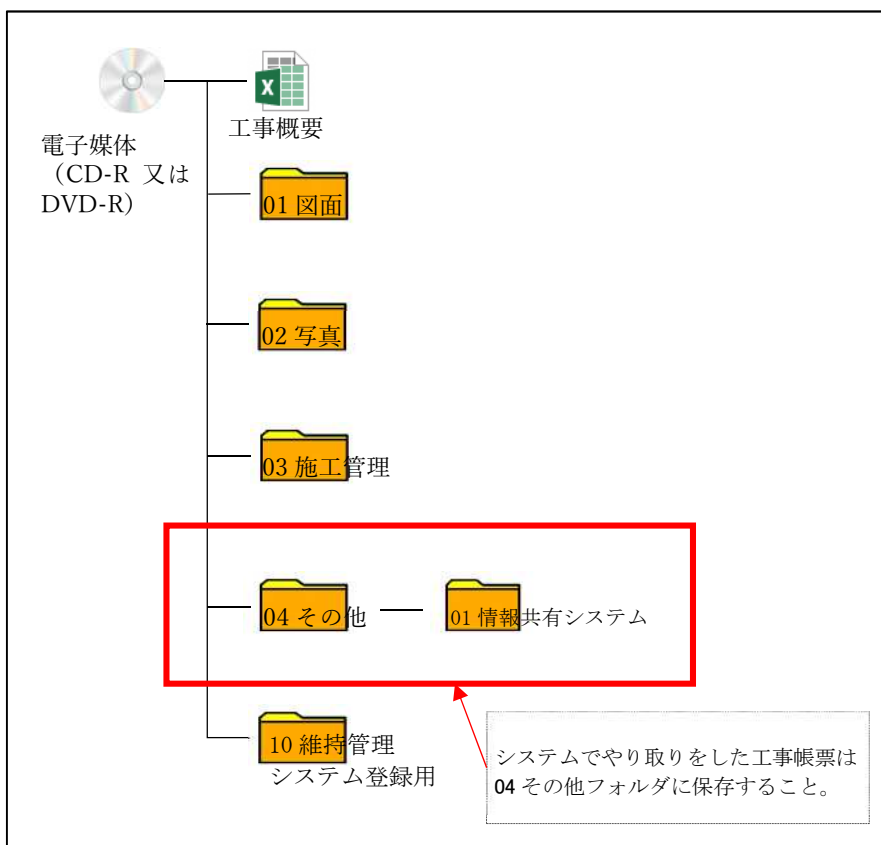 電子媒体
（CD-R 又は
DVD-R）
工事概要
01 図面
02 写真
03 施工管理
04 その他
01 情報共有システム
10 維持管理
システム登録用
システムでやり取りをした工事帳票は
04 その他フォルダに保存すること。